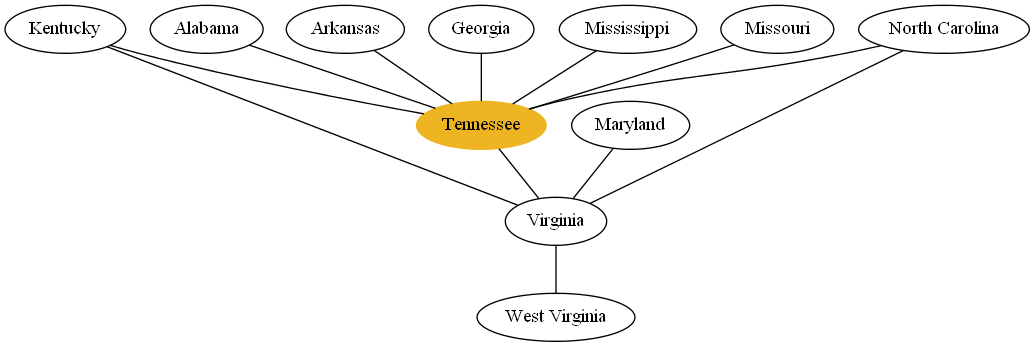 Kentucky
Alabama
Arkansas
Georgia
Mississippi
Missouri
North Carolina
Tennessee
Maryland
Virginia
West Virginia